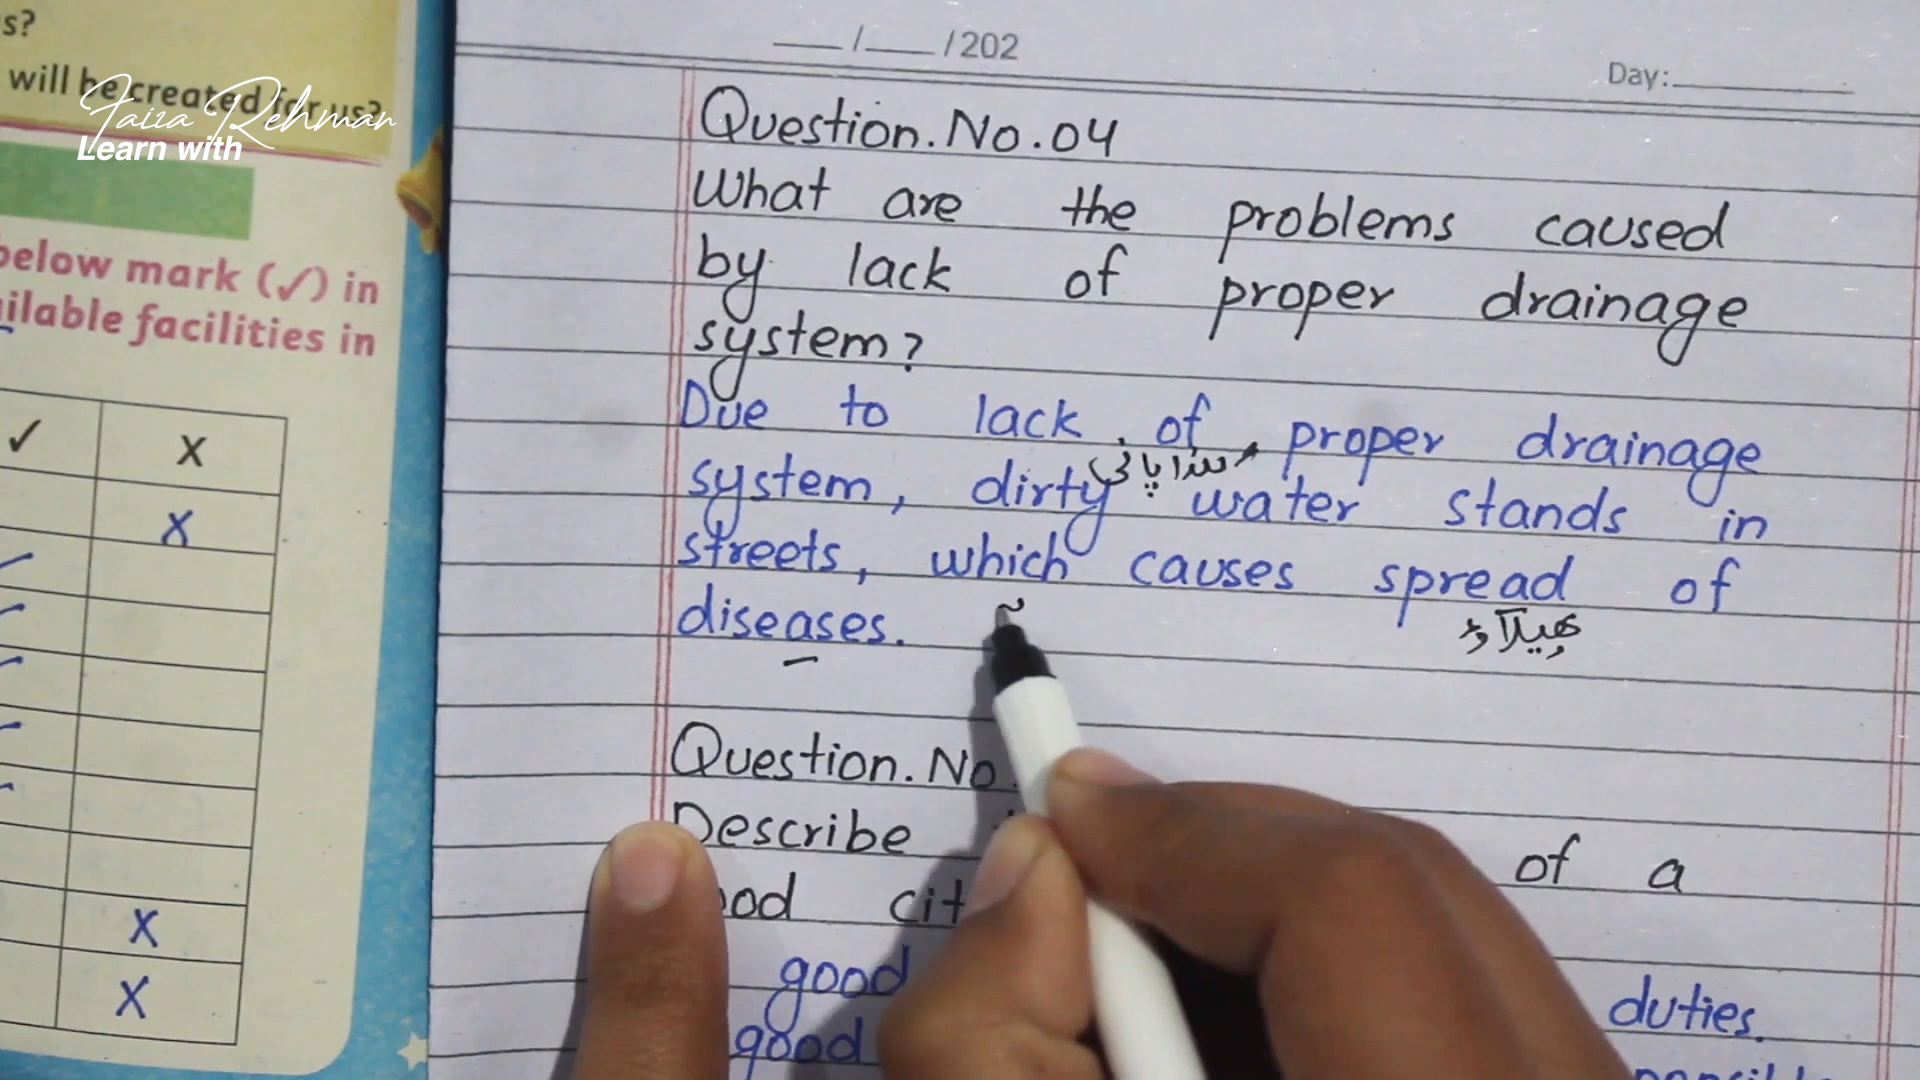 s?
will be created for us?
Faiza Rehman
Learn with
below mark (✓) in
ilable facilities in
✓ x
x
x
x
__/__/202
Day:
Question.No.04
What are the problems caused
by lack of proper drainage
system?
Due to lack of proper drainage
گندا پانی
system, dirty water stands in
streets, which causes spread of
پھیلاؤ
diseases.
Question.No.
Describe of a
ood cit
good duties.
good